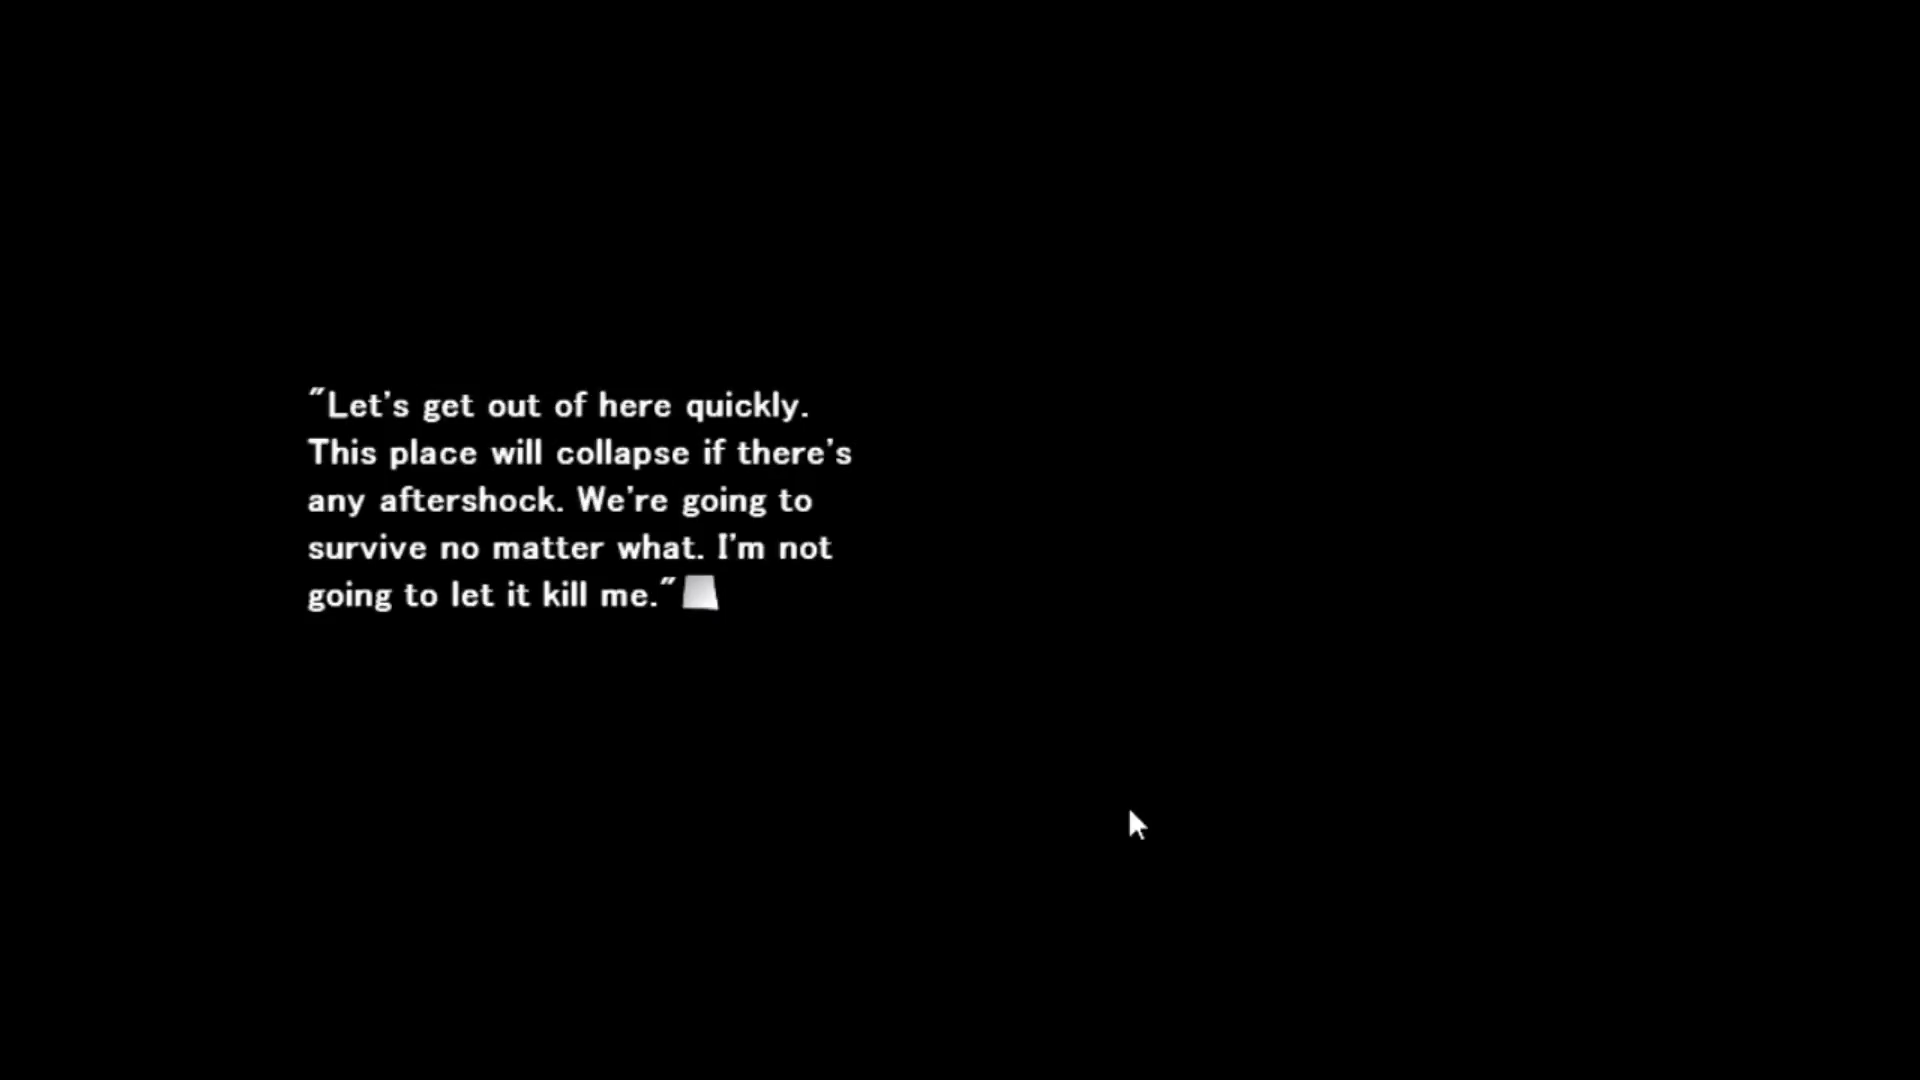 "Let's get out of here quickly.
This place will collapse if there's
any aftershock. We're going to
survive no matter what. I'm not
going to let it kill me."